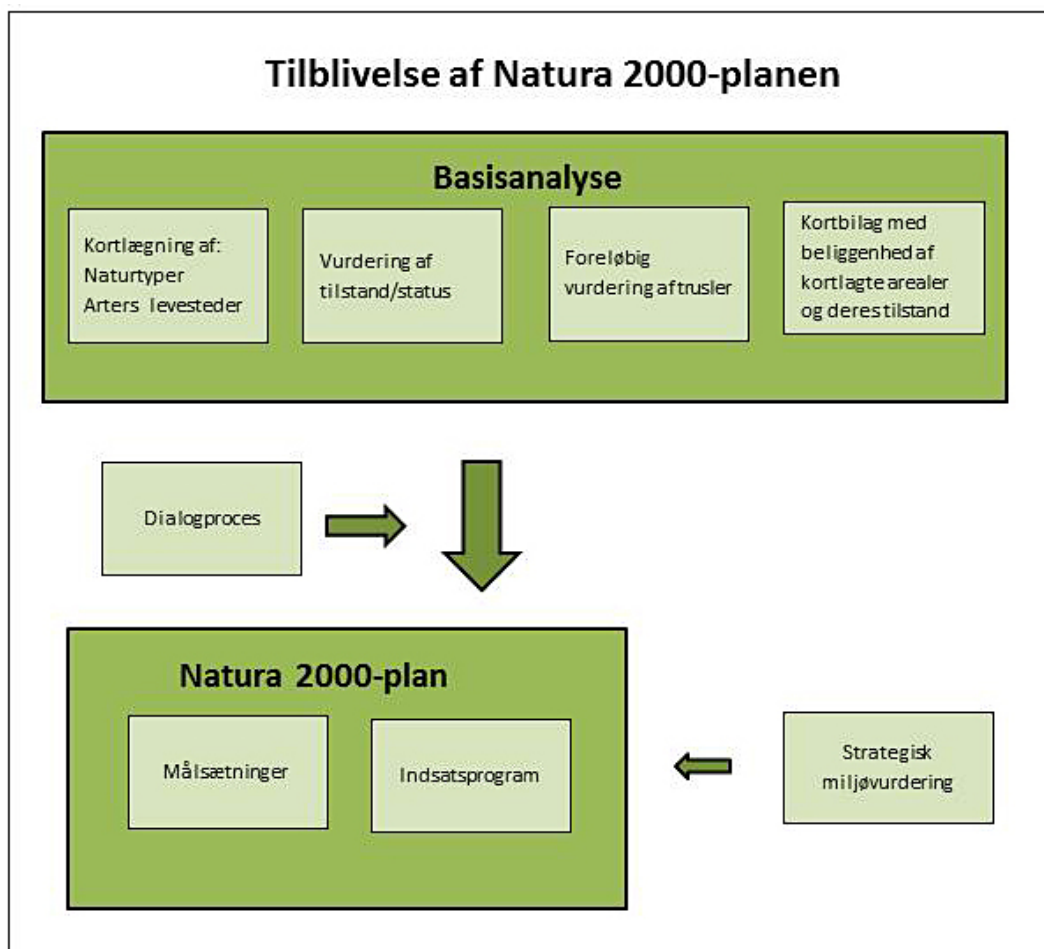 Tilblivelse af Natura 2000-planen
Basisanalyse
Kortlægning af:
Naturtyper
Arters levesteder
Vurdering af
tilstand/status
Foreløbig
vurdering af trusler
Kortbilag med
beliggenhed af
kortlagte arealer
og deres tilstand
Dialogproces
Natura 2000-plan
Målsætninger
Indsatsprogram
Strategisk
miljøvurdering